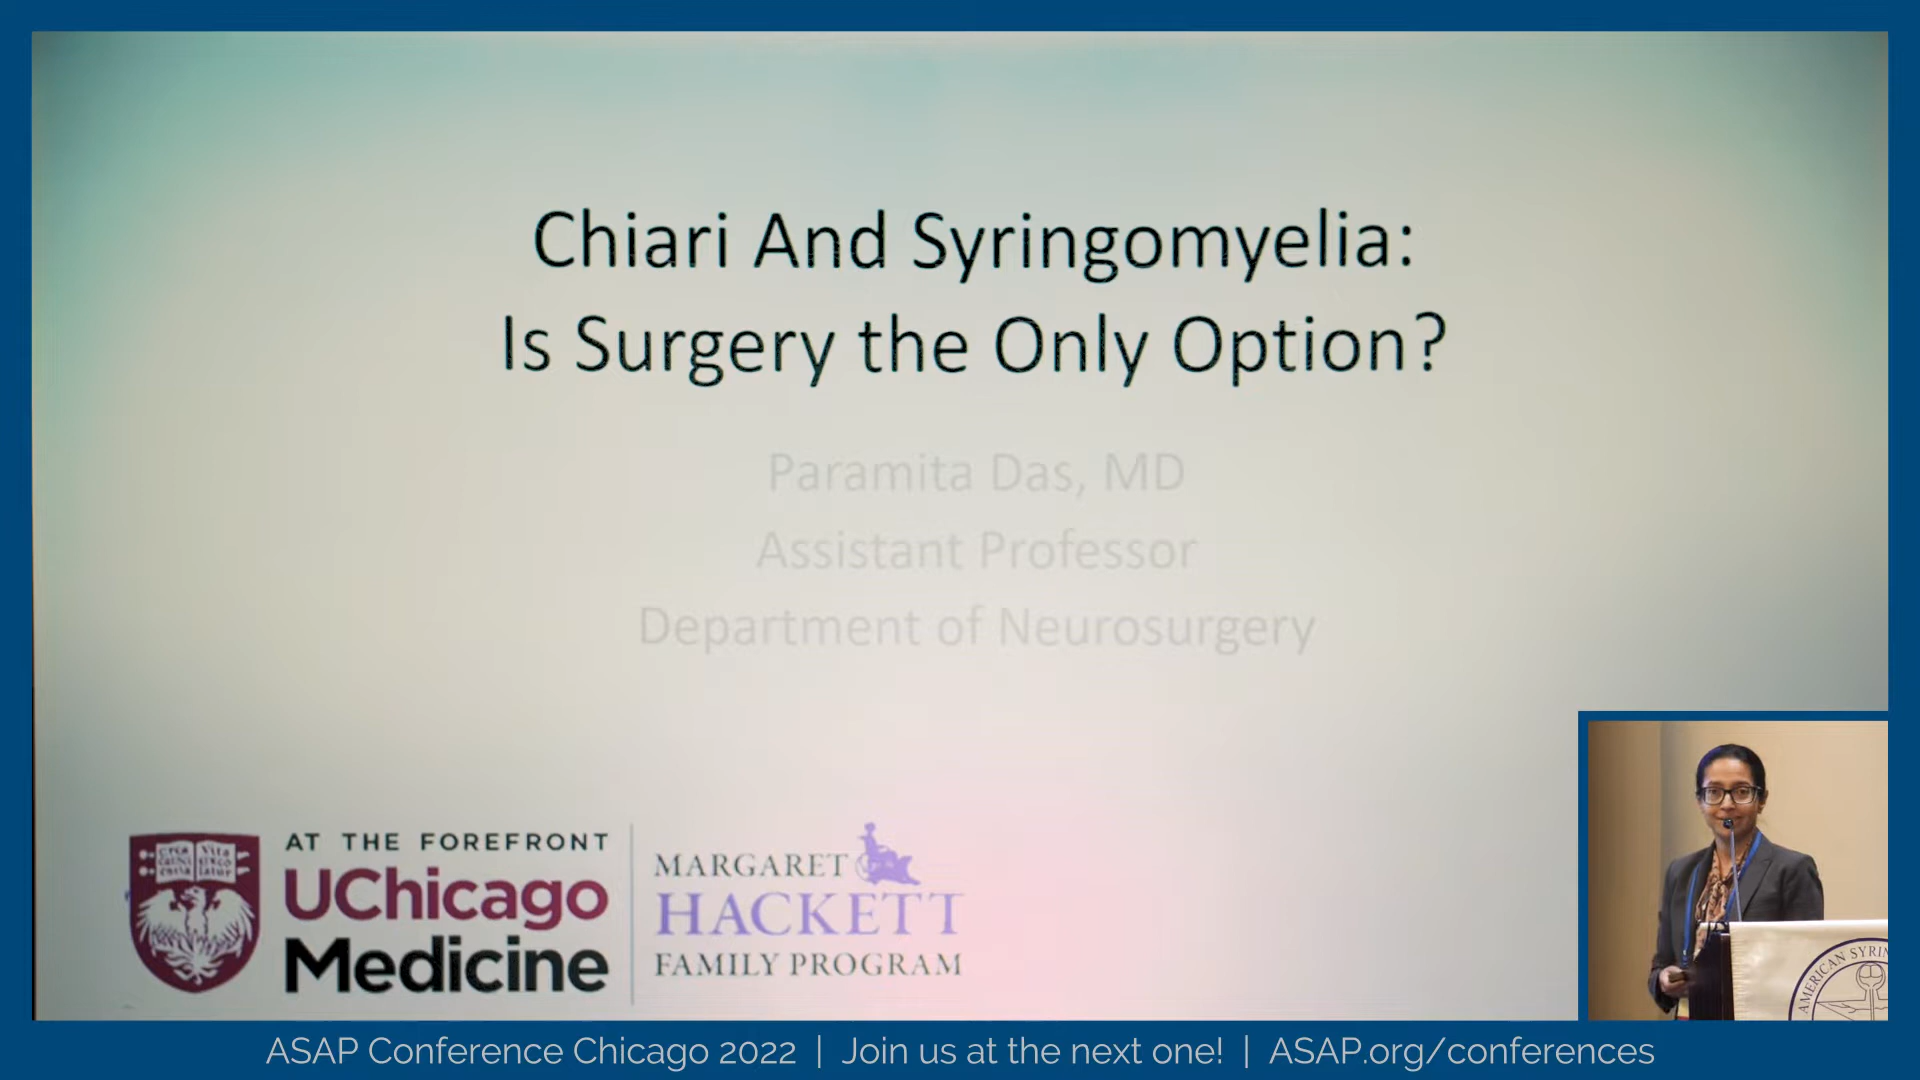 Chiari And Syringomyelia:
Is Surgery the Only Option?
Paramita Das, MD
Assistant Professor
Department of Neurosurgery
AT THE FOREFRONT
UChicago
Medicine
MARGARET
HACKETT
FAMILY PROGRAM
AMERICAN SYRIN
ASAP Conference Chicago 2022 | Join us at the next one! | ASAP.org/conferences